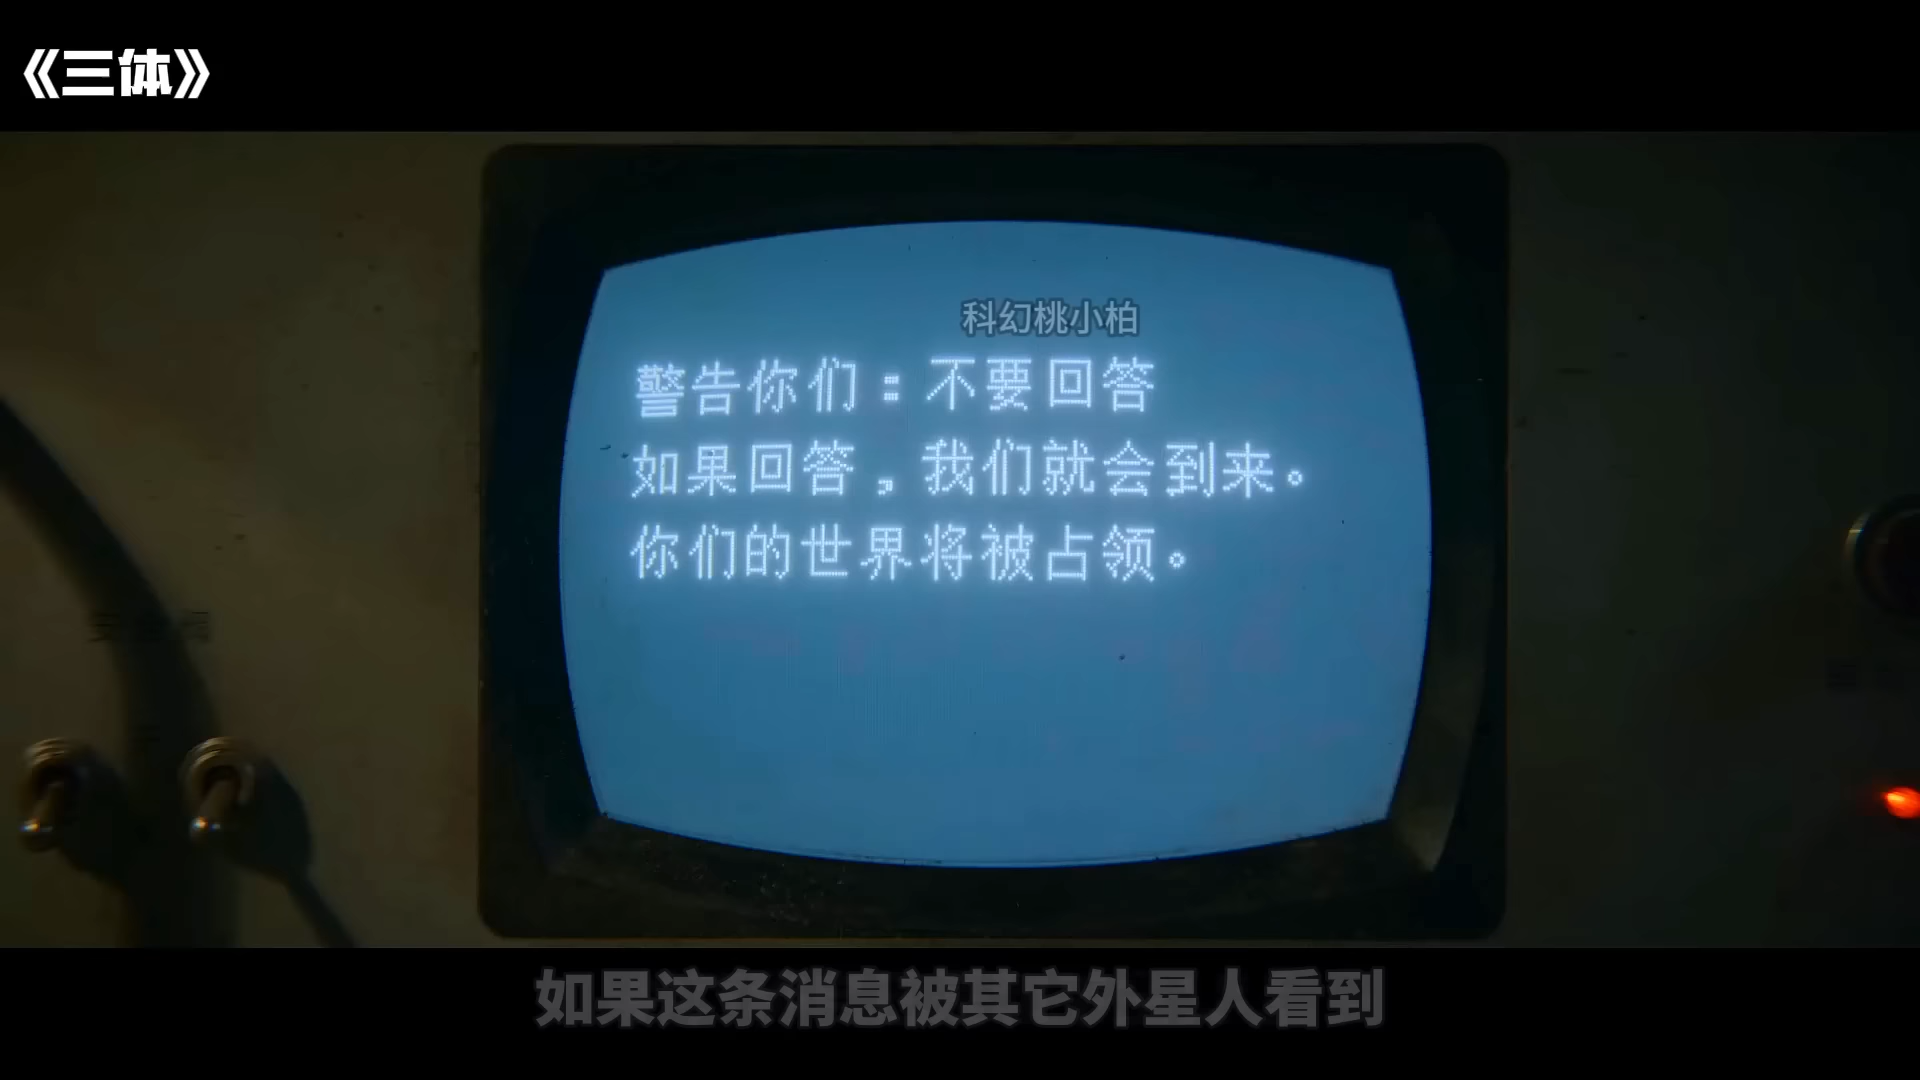 《三体》
科幻桃小柏
警告你们：不要回答
如果回答，我们就会到来。
你们的世界将被占领。
如果这条消息被其它外星人看到